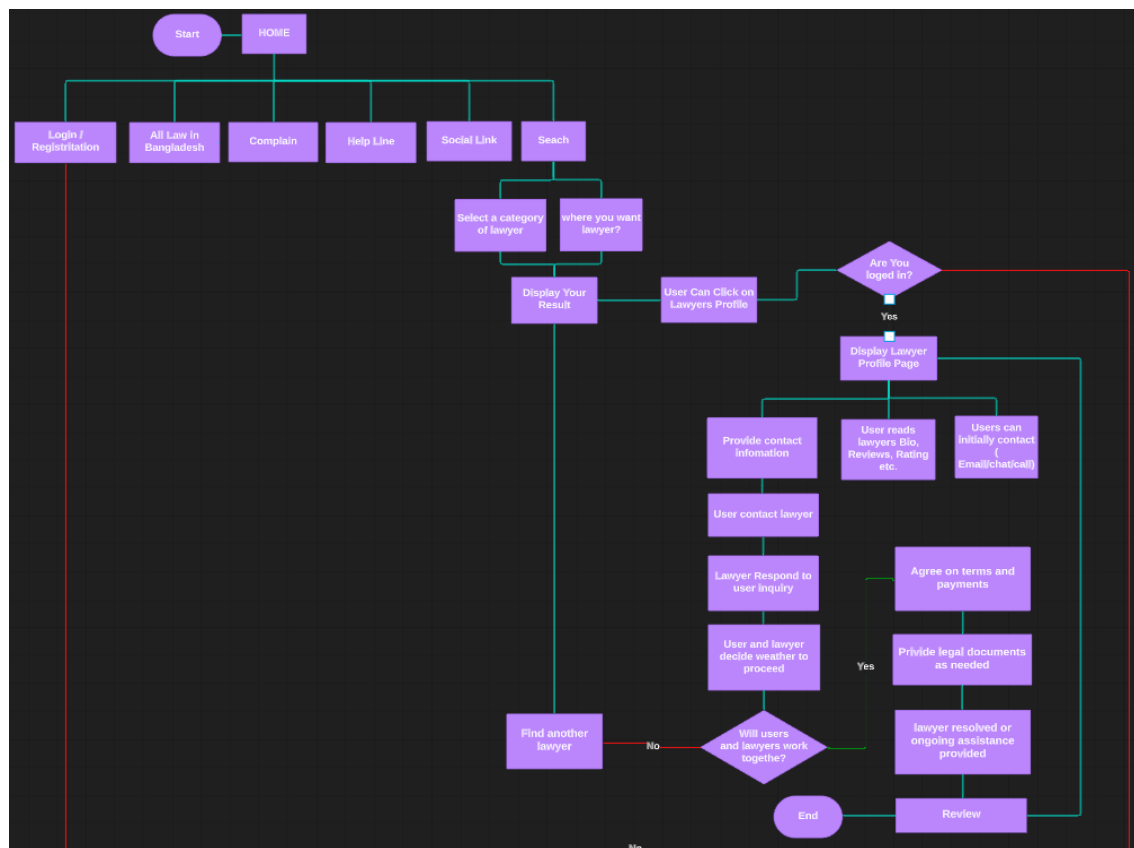 Start
HOME
Login /
Registritation
All Law in
Bangladesh
Complain
Help Line
Social Link
Seach
Select a category
of lawyer
where you want
lawyer?
Are You
loged in?
Display Your
Result
User Can Click on
Lawyers Profile
Yes
Display Lawyer
Profile Page
Provide contact
infomation
User reads
lawyers Bio,
Reviews, Rating
etc.
Users can
initially contact
(
Email/chat/call)
User contact lawyer
Lawyer Respond to
user inquiry
Agree on terms and
payments
User and lawyer
decide weather to
proceed
Yes
Privide legal documents
as needed
Find another
lawyer
No
Will users
and lawyers work
togethe?
lawyer resolved or
ongoing assistance
provided
End
Review
No